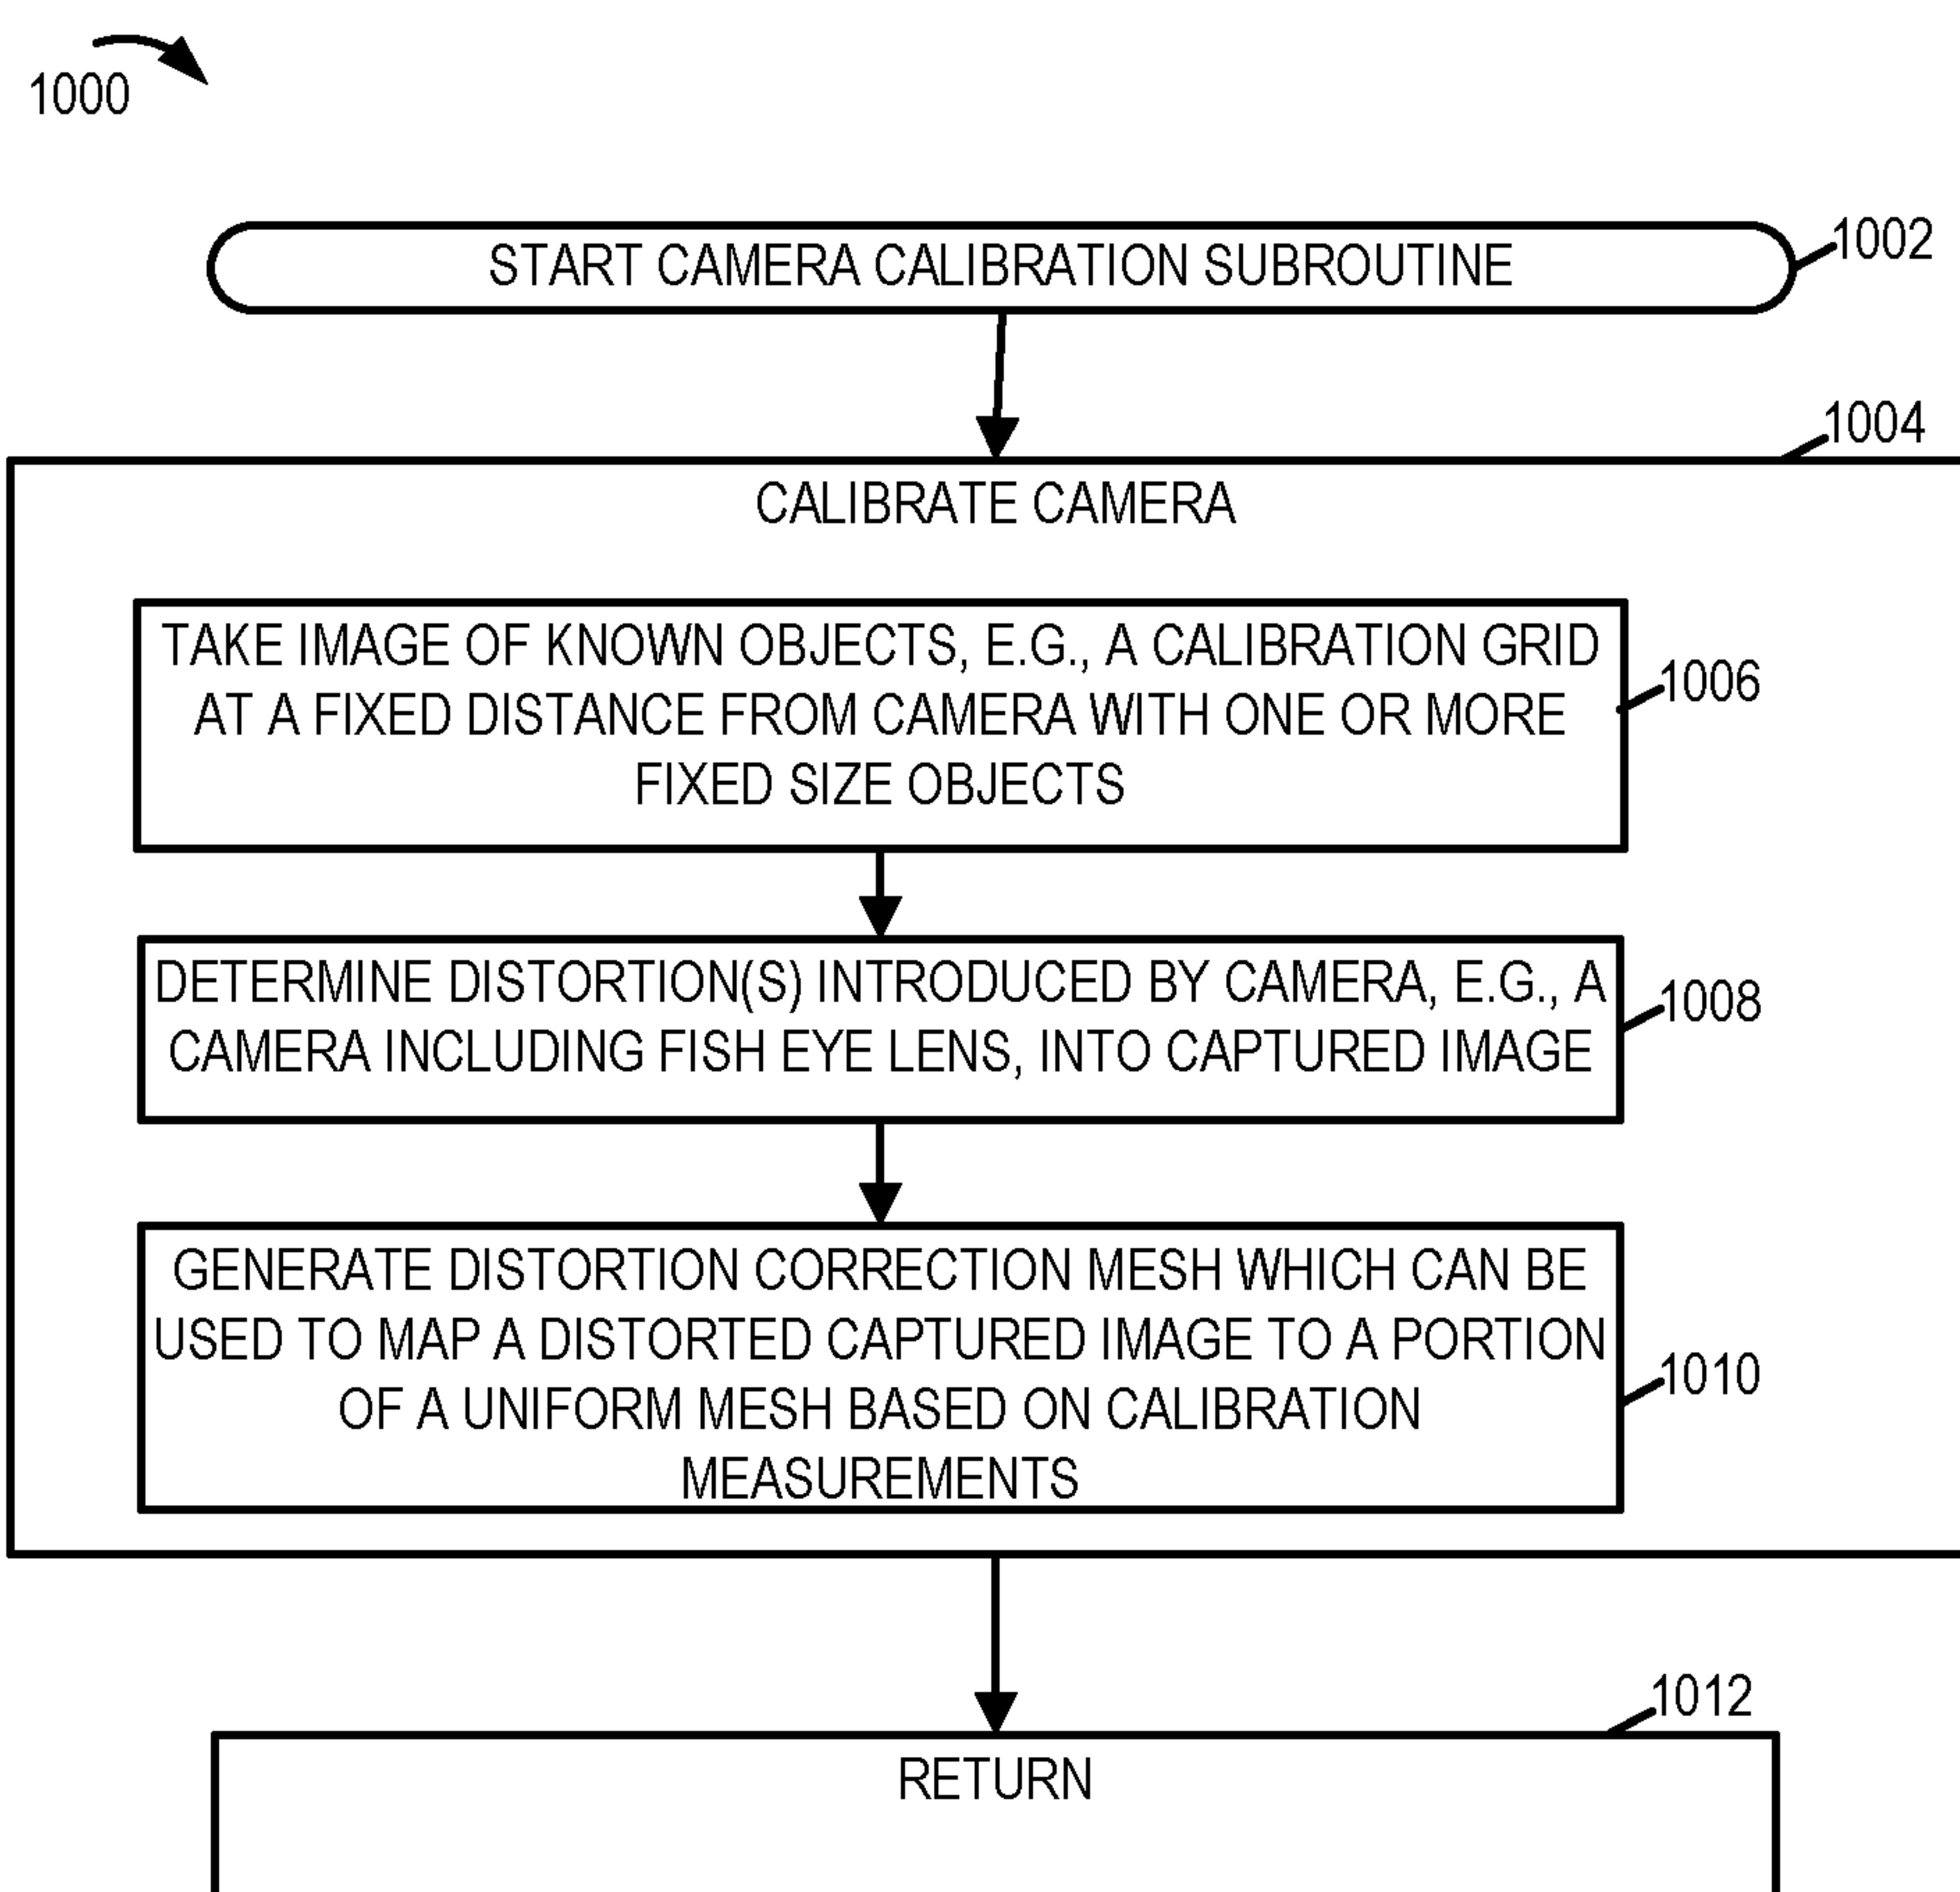 1000
START CAMERA CALIBRATION SUBROUTINE
1002
1004
CALIBRATE CAMERA
TAKE IMAGE OF KNOWN OBJECTS, E.G., A CALIBRATION GRID
AT A FIXED DISTANCE FROM CAMERA WITH ONE OR MORE
FIXED SIZE OBJECTS
1006
DETERMINE DISTORTION(S) INTRODUCED BY CAMERA, E.G., A
CAMERA INCLUDING FISH EYE LENS, INTO CAPTURED IMAGE
1008
GENERATE DISTORTION CORRECTION MESH WHICH CAN BE
USED TO MAP A DISTORTED CAPTURED IMAGE TO A PORTION
OF A UNIFORM MESH BASED ON CALIBRATION
MEASUREMENTS
1010
1012
RETURN